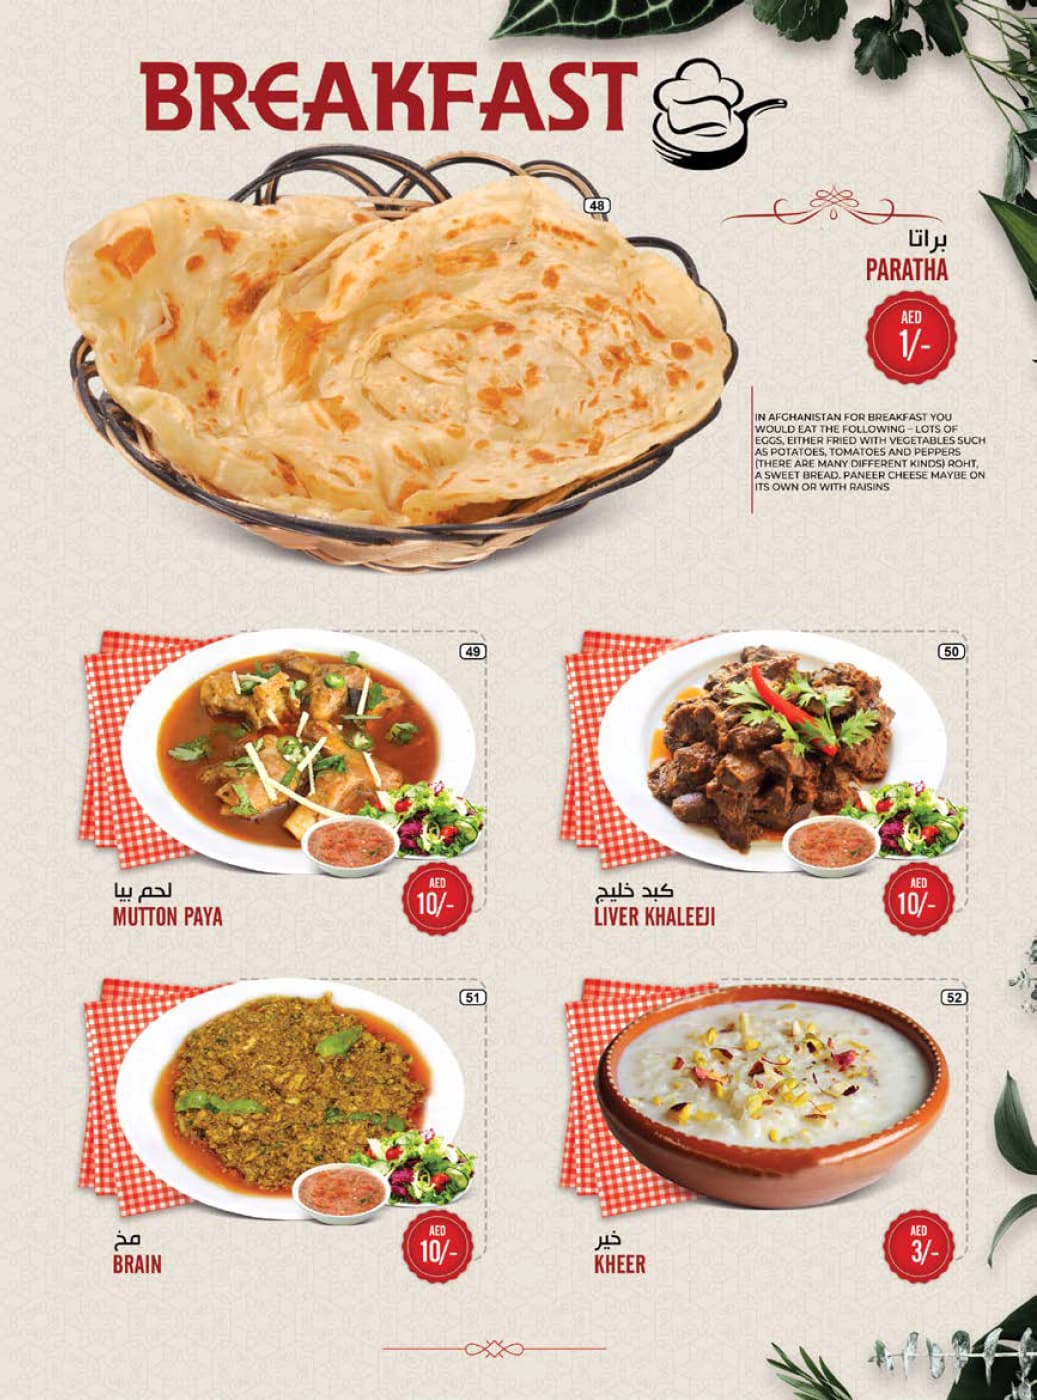 BREAKFAST
48
براتا
PARATHA
AED
1/-
IN AFGHANISTAN FOR BREAKFAST YOU
WOULD EAT THE FOLLOWING – LOTS OF
EGGS, EITHER FRIED WITH VEGETABLES SUCH
AS POTATOES, TOMATOES AND PEPPERS
(THERE ARE MANY DIFFERENT KINDS) ROHT,
A SWEET BREAD. PANEER CHEESE MAYBE ON
ITS OWN OR WITH RAISINS
49
لحم بيا
MUTTON PAYA
AED
10/-
50
كبد خليج
LIVER KHALEEJI
AED
10/-
51
مخ
BRAIN
AED
10/-
52
خير
KHEER
AED
3/-